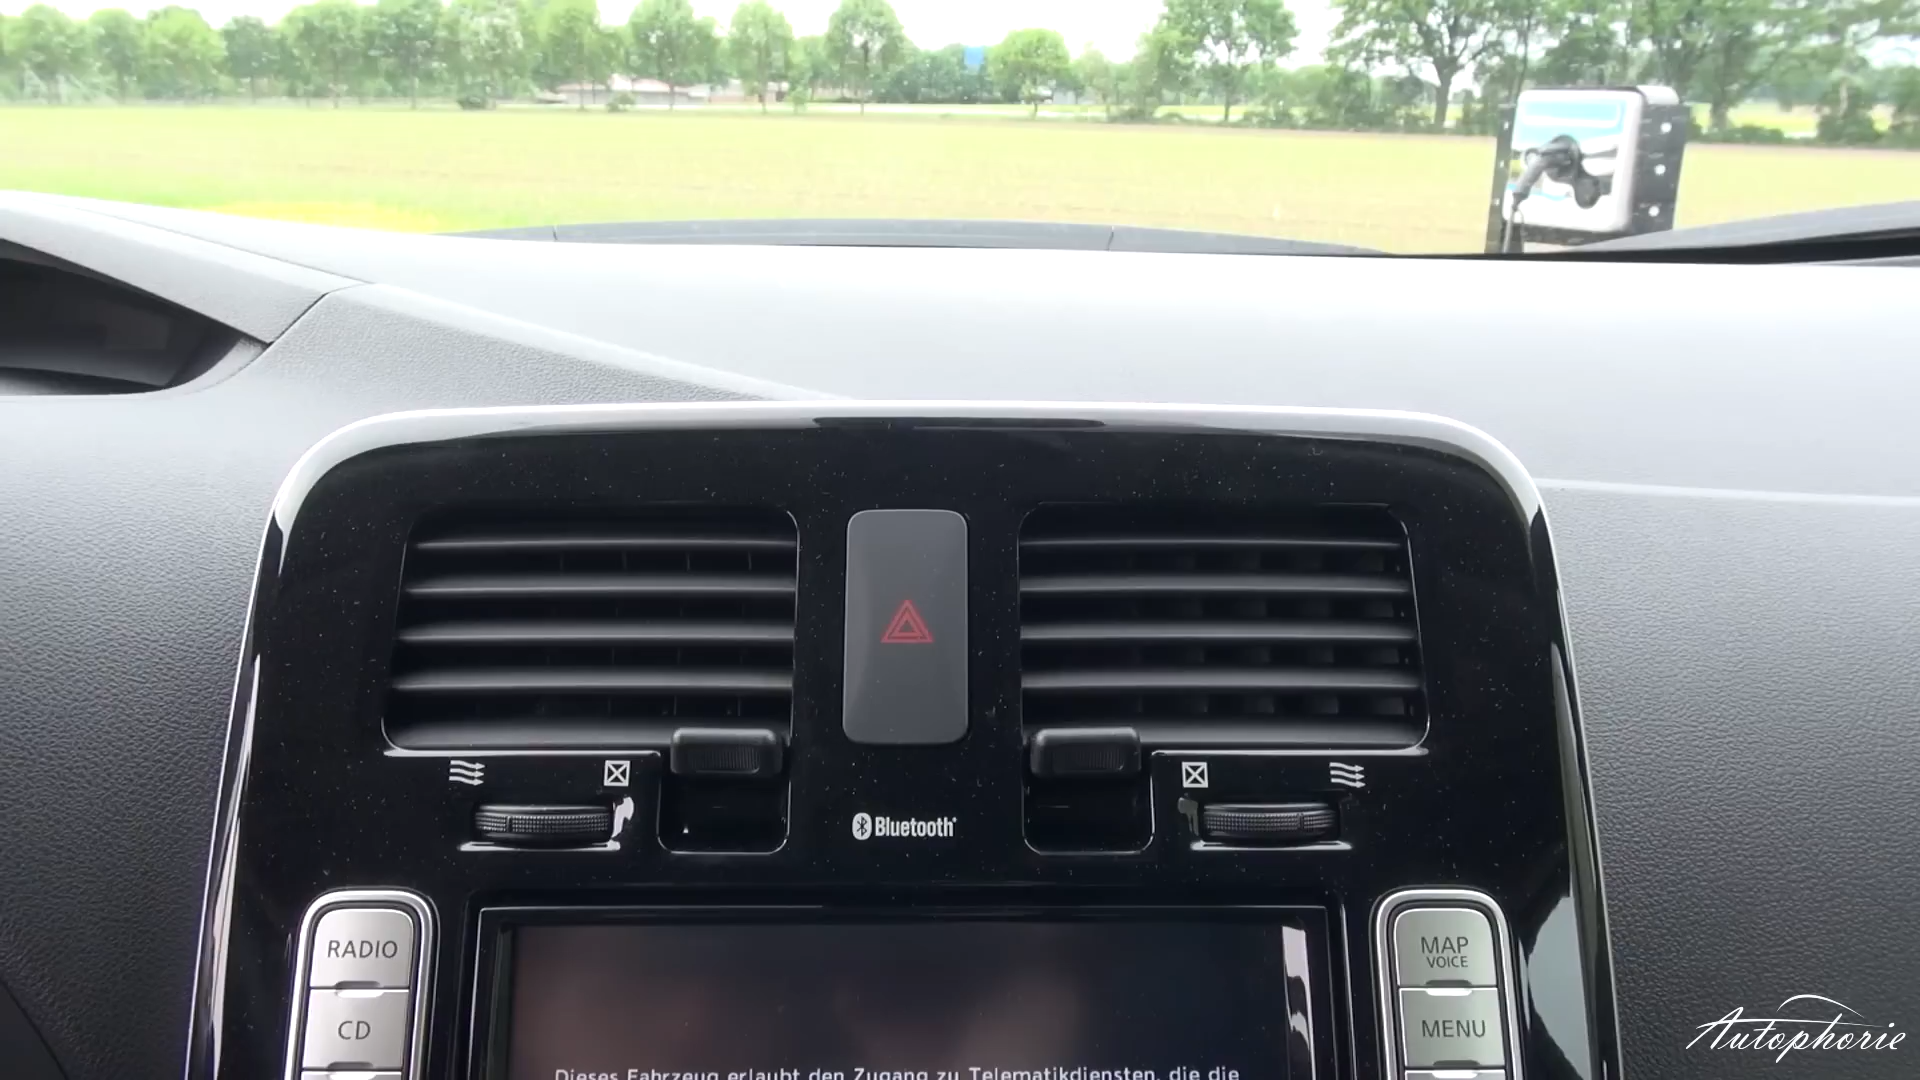 Bluetooth
RADIO
MAP
VOICE
CD
MENU
Dieses Fahrzeug erlaubt den Zugang zu Telematikdiensten, die die
Autophorie